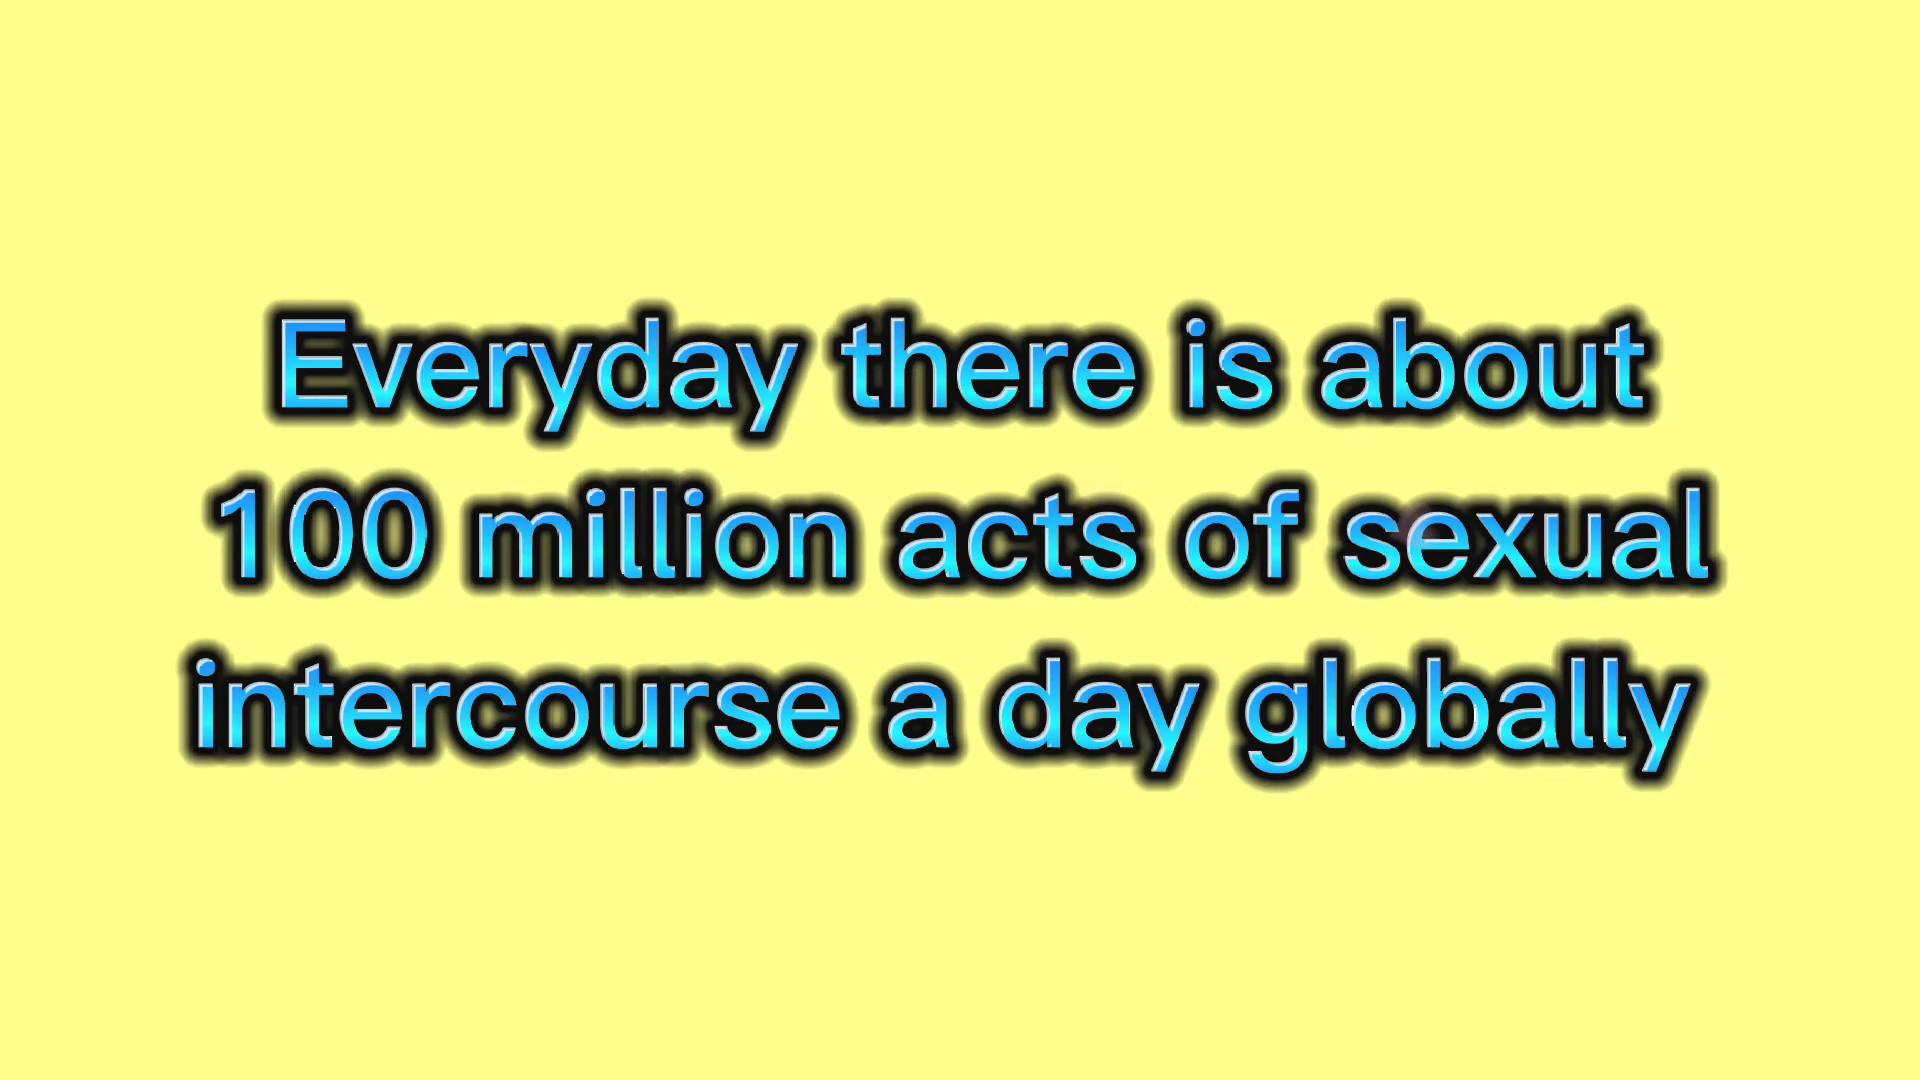 Everyday there is about
100 million acts of sexual
intercourse a day globally